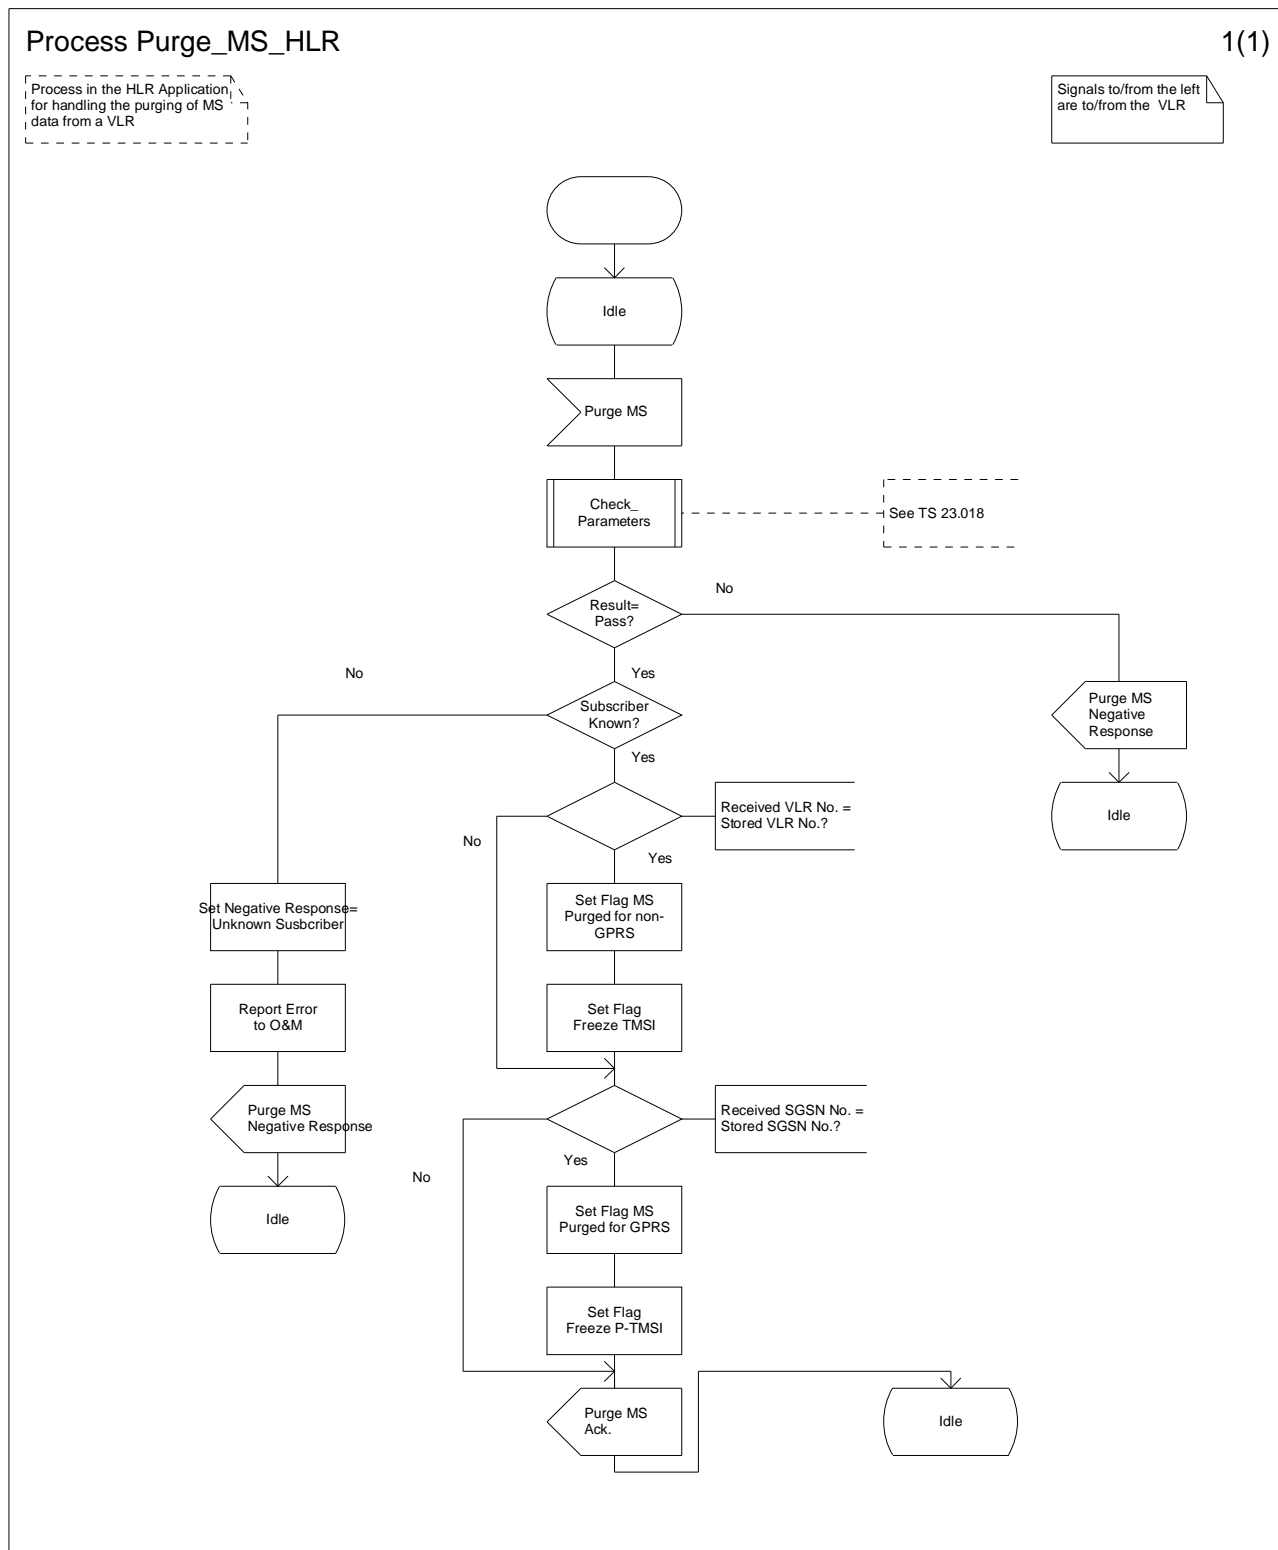 Process Purge_MS_HLR
1(1)
Process in the HLR Application
for handling the purging of MS
data from a VLR
Signals to/from the left
are to/from the VLR
Idle
Purge MS
Check_
Parameters
See TS 23.018
Result=
Pass?
No
Yes
No
Subscriber
Known?
Purge MS
Negative
Response
Yes
Received VLR No. =
Stored VLR No.?
Idle
No
Yes
Set Negative Response=
Unknown Susbcriber
Set Flag MS
Purged for non-
GPRS
Report Error
to O&M
Set Flag
Freeze TMSI
Purge MS
Negative Response
Received SGSN No. =
Stored SGSN No.?
Yes
No
Idle
Set Flag MS
Purged for GPRS
Set Flag
Freeze P-TMSI
Purge MS
Ack.
Idle